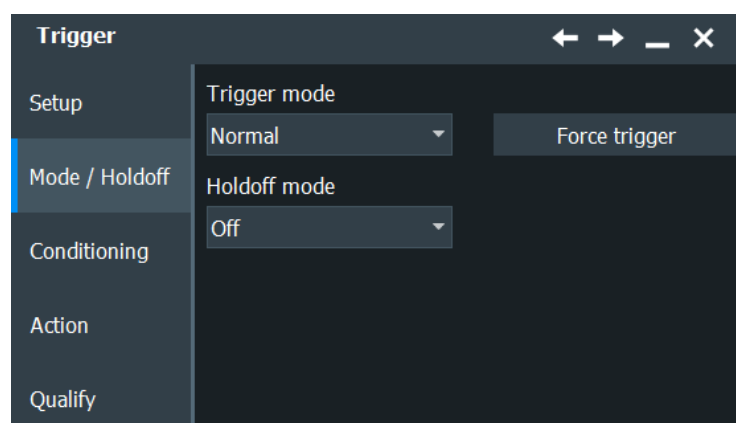 Trigger
Setup
Mode / Holdoff
Conditioning
Action
Qualify
Trigger mode
Normal
Force trigger
Holdoff mode
Off